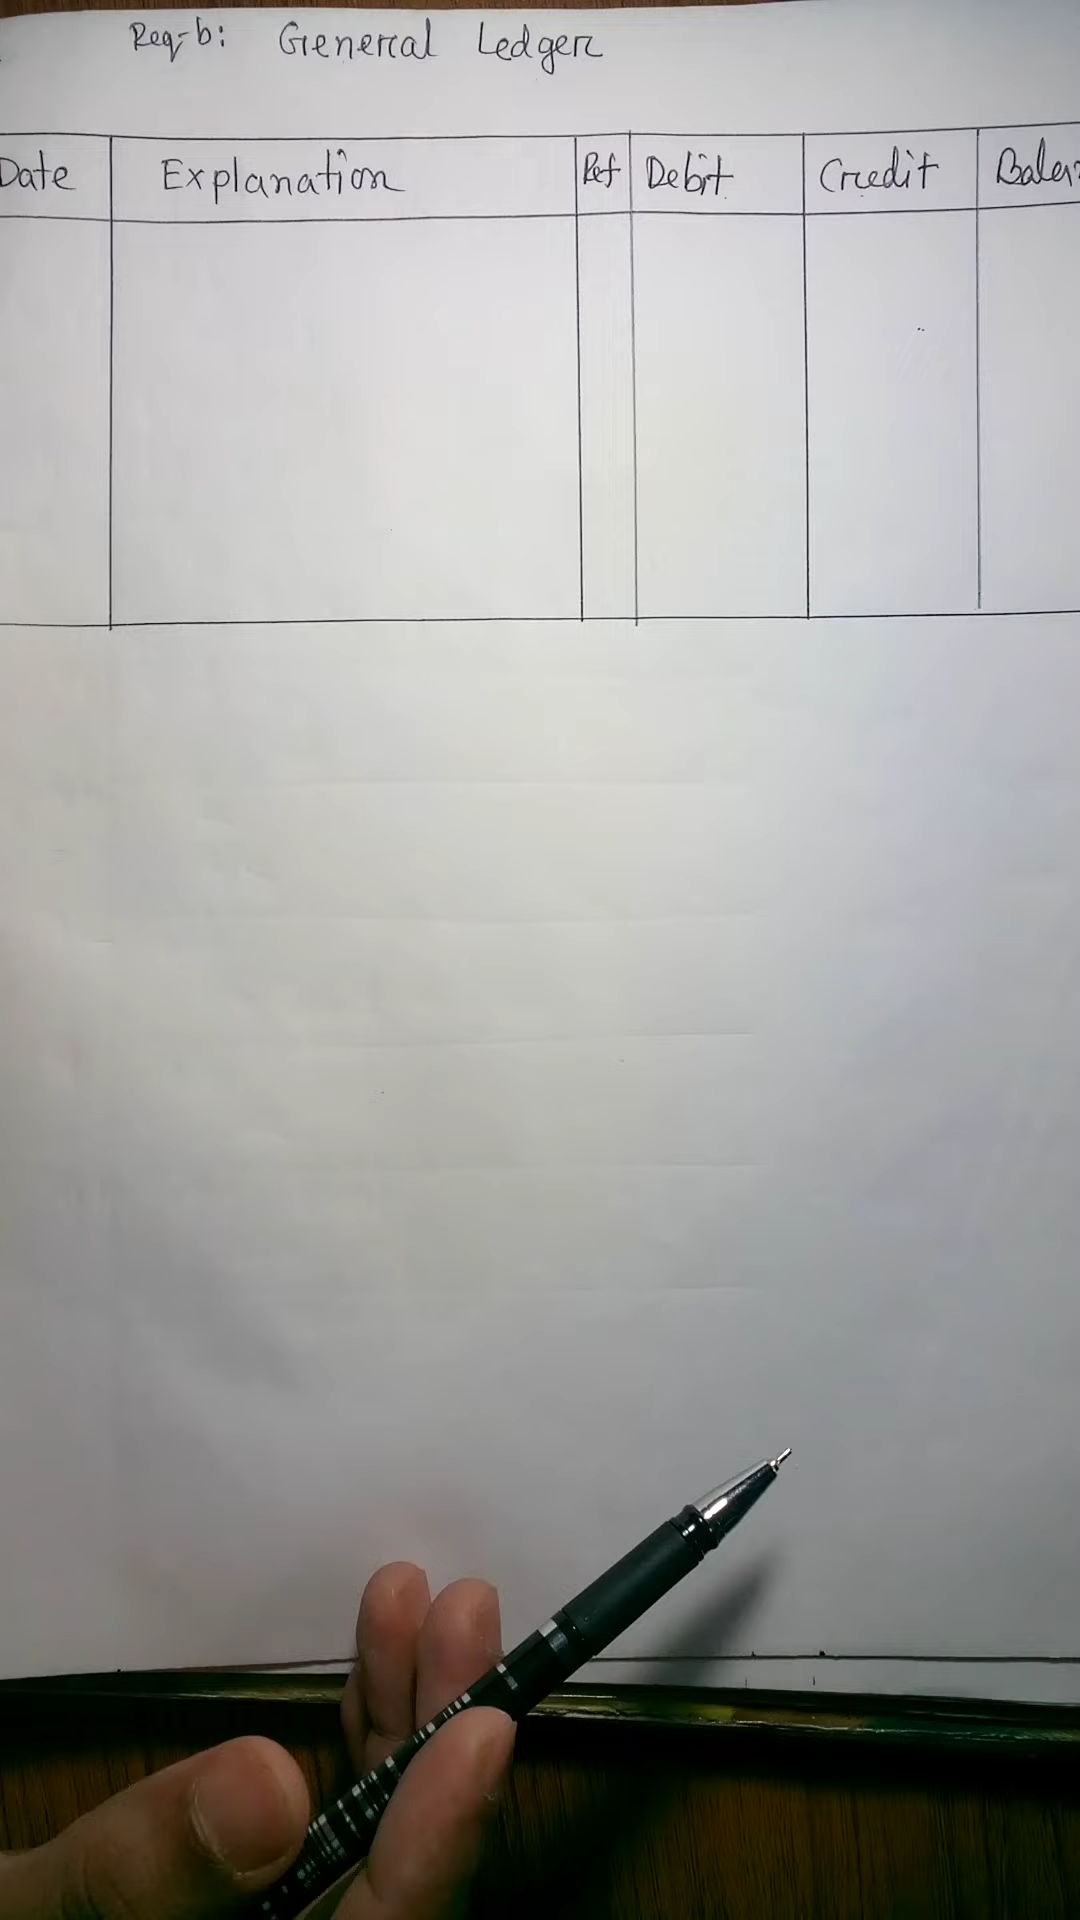 Req-b: General Ledger
Date Explanation Ref Debit Credit